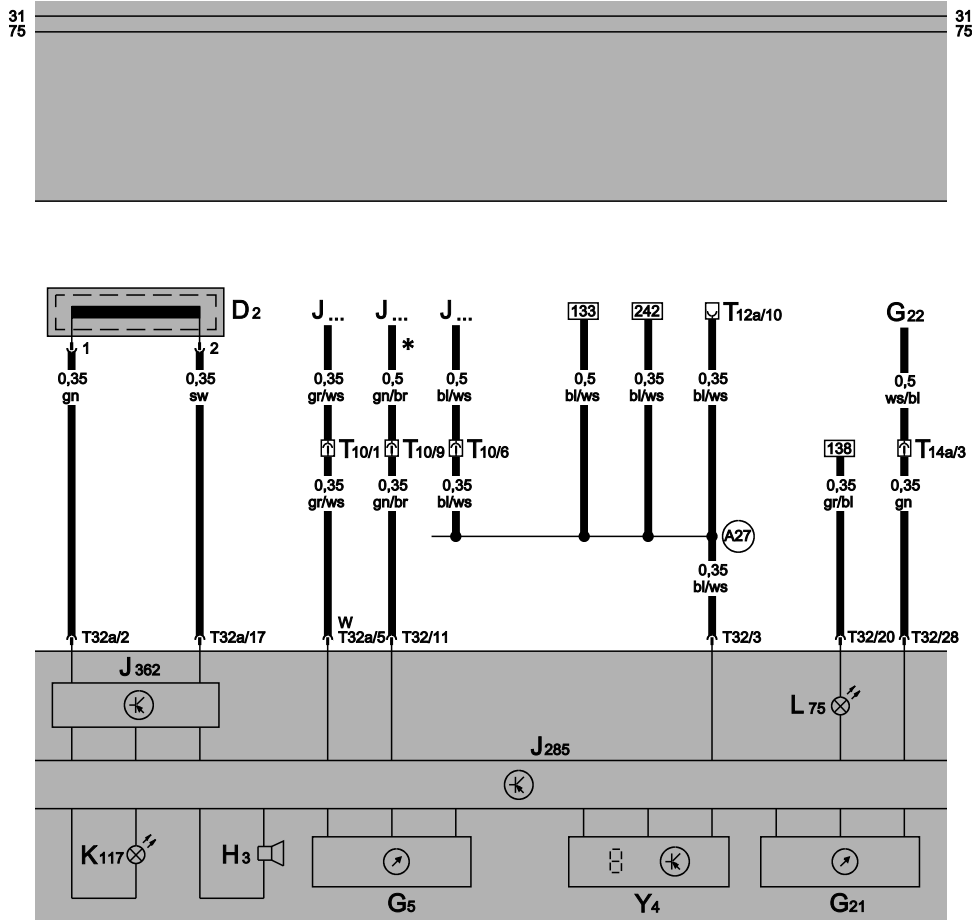 31 31
75 75
D2 J... J... J... 133 242 T12a/10 G22
1 2 *
0,35 0,35 0,35 0,5 0,5 0,5 0,35 0,35 0,5
gn sw gr/ws gn/br bl/ws bl/ws bl/ws bl/ws ws/bl
T10/1 T10/9 T10/6 138 T14a/3
0,35 0,35 0,35 0,35 0,35
gr/ws gn/br bl/ws gr/bl gn
A27
0,35
bl/ws
W
T32a/2 T32a/17 T32a/5 T32/11 T32/3 T32/20 T32/28
J362
L75
J285
K117 H3
G5 Y4 G21